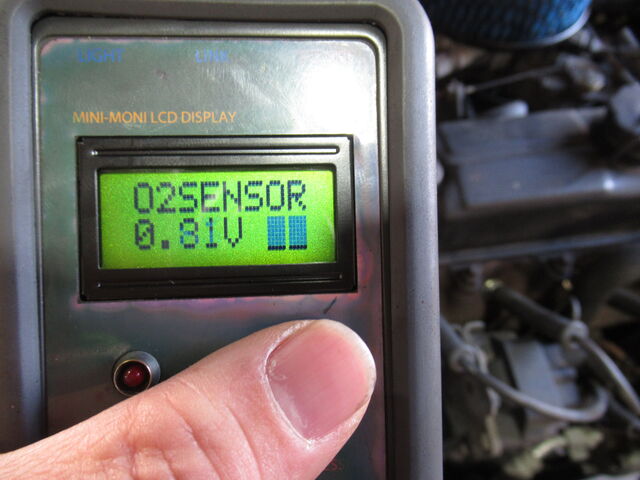 LIGHT LINE
MINI-MONI LCD DISPLAY
O2SENSOR
0.81V